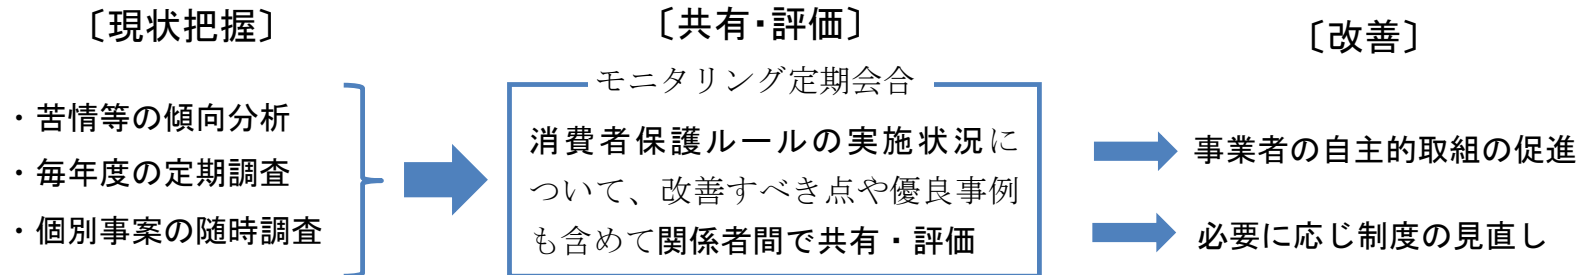 〔現状把握〕
・苦情等の傾向分析
・毎年度の定期調査
・個別事案の随時調査
〔共有・評価〕
モニタリング定期会合
消費者保護ルールの実施状況に
ついて、改善すべき点や優良事例
も含めて関係者間で共有・評価
〔改善〕
事業者の自主的取組の促進
必要に応じ制度の見直し